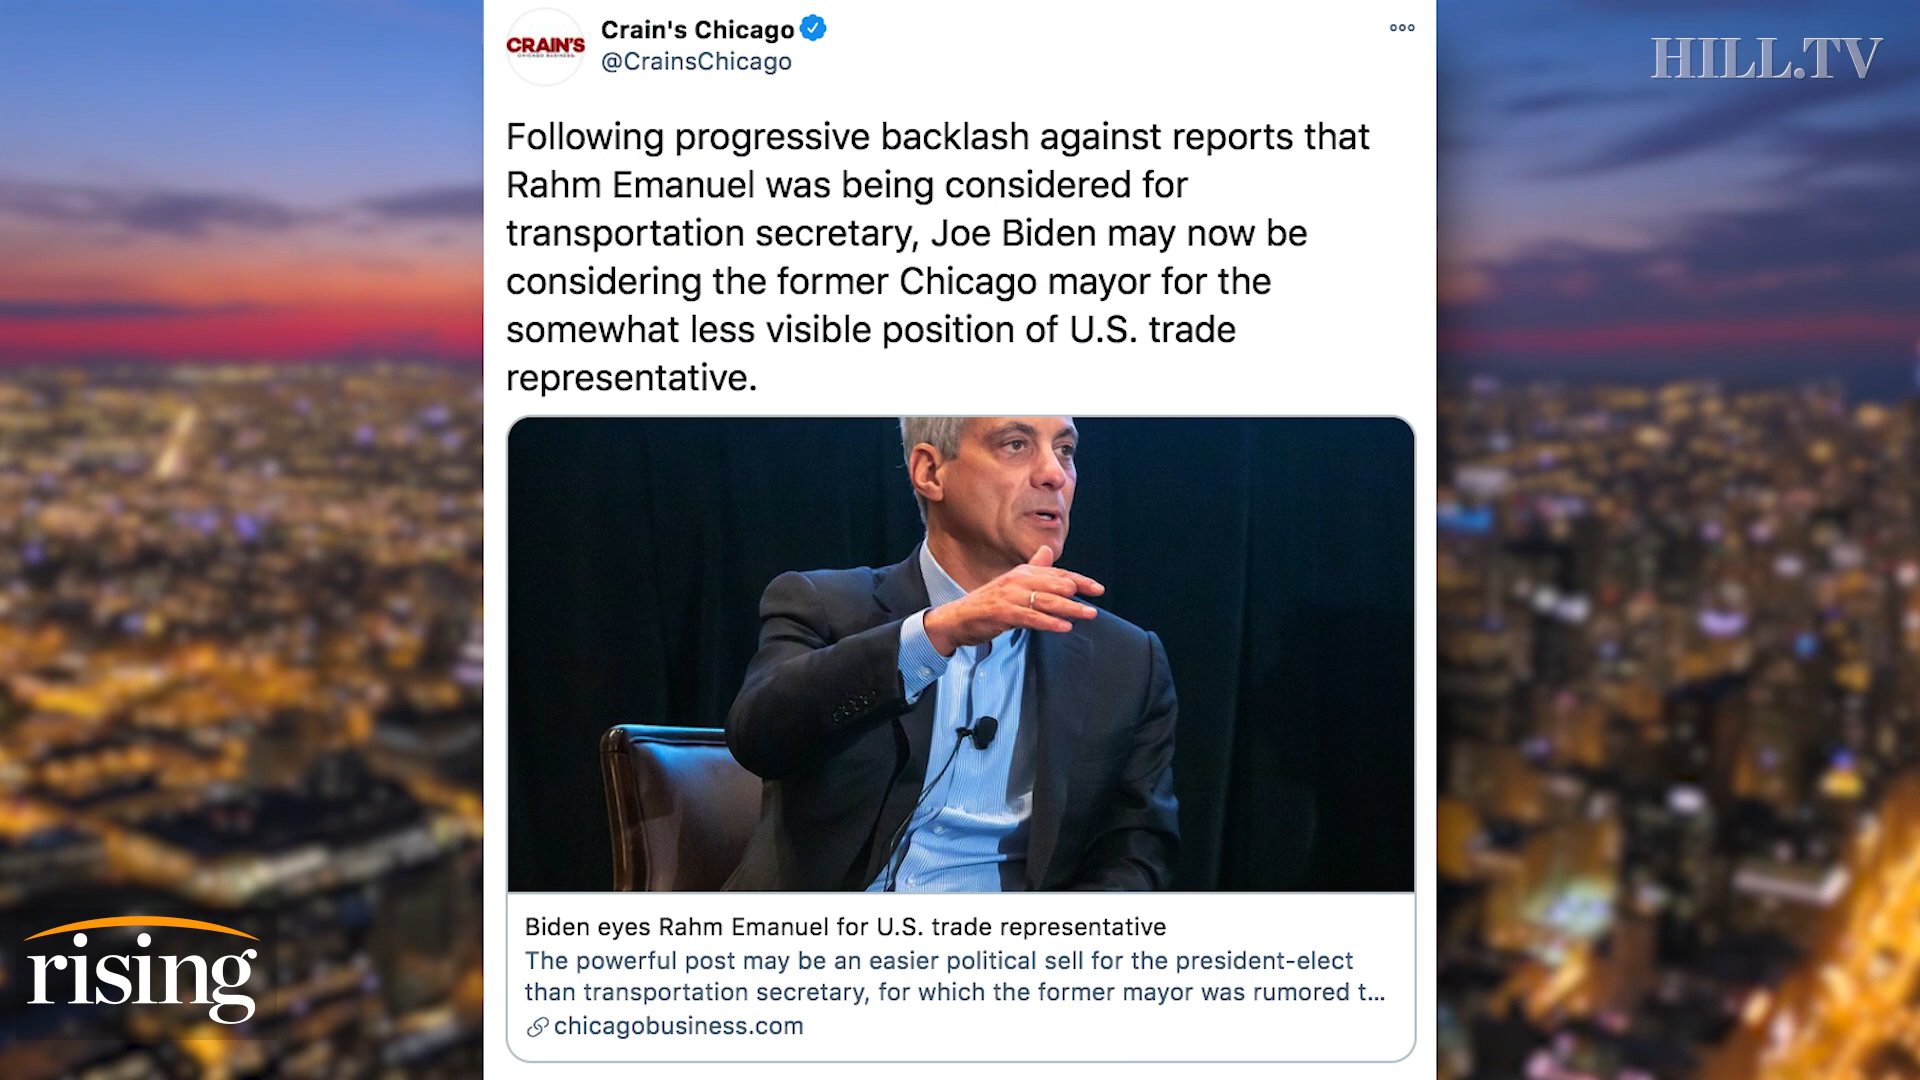 Crain's Chicago
CRAIN'S
CHICAGO BUSINESS
@CrainsChicago
HILL.TV
Following progressive backlash against reports that
Rahm Emanuel was being considered for
transportation secretary, Joe Biden may now be
considering the former Chicago mayor for the
somewhat less visible position of U.S. trade
representative.
Biden eyes Rahm Emanuel for U.S. trade representative
The powerful post may be an easier political sell for the president-elect
than transportation secretary, for which the former mayor was rumored t...
chicagobusiness.com
rising